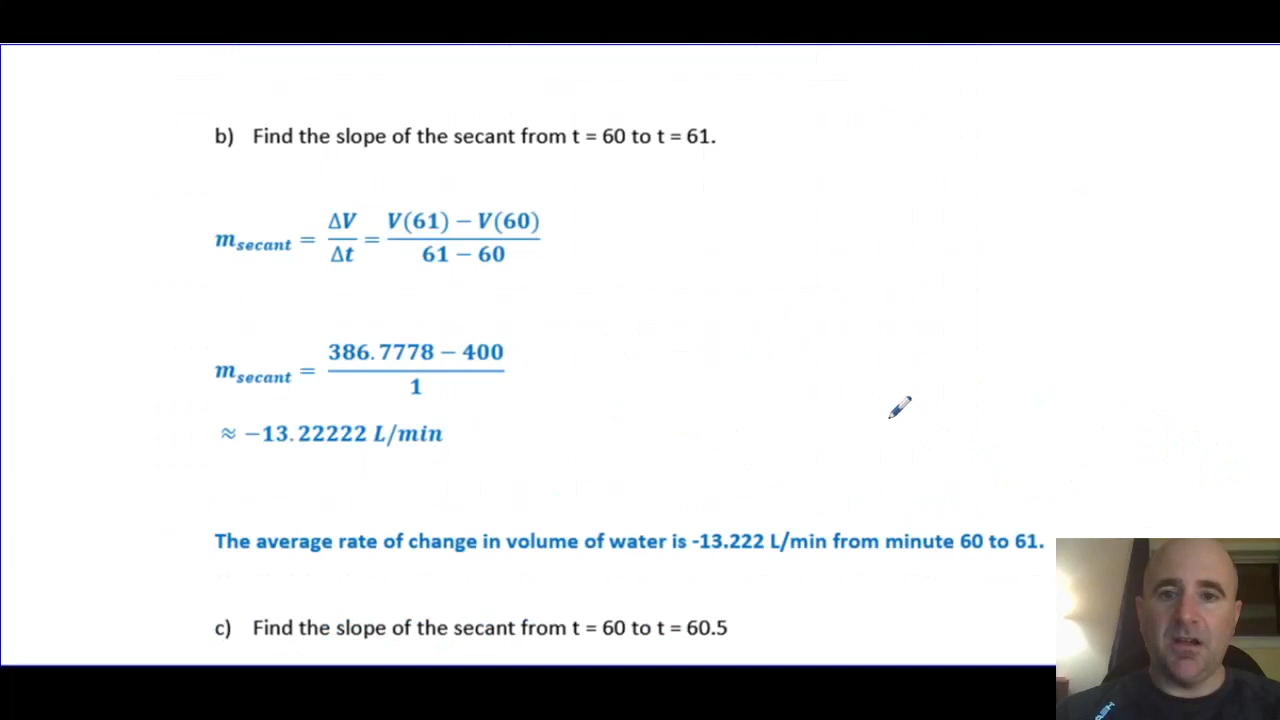 b) Find the slope of the secant from t = 60 to t = 61.
m_secant = ΔV/Δt = (V(61) − V(60))/(61 − 60)
m_secant = (386.7778 − 400)/1
≈ −13.22222 L/min
The average rate of change in volume of water is -13.222 L/min from minute 60 to 61.
c) Find the slope of the secant from t = 60 to t = 60.5